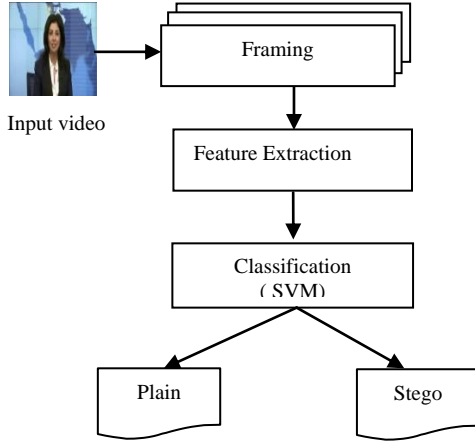 Framing
Input video
Feature Extraction
Classification
( SVM)
Plain
Stego